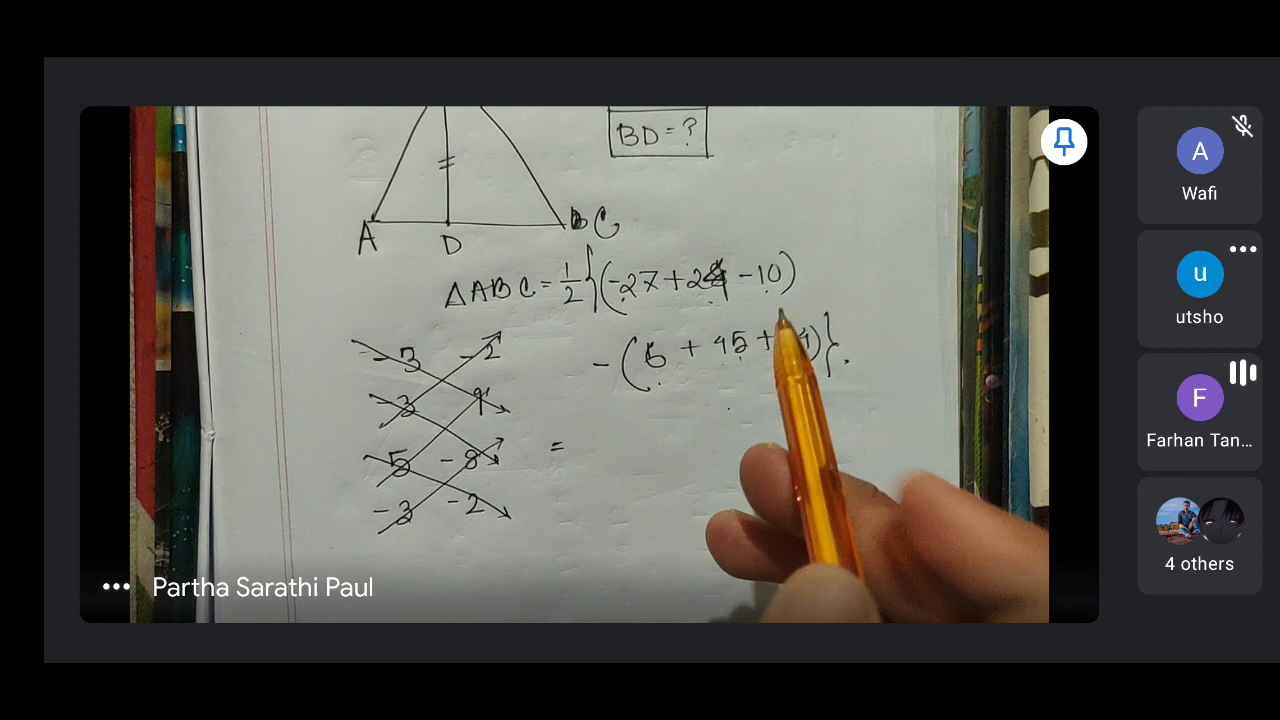 BD = ?
A D C
ΔABC = 1/2 {(-27 + 24 - 10)
- (6 + 45 +
-3 -2
-3 9
5 -8
=
-3 -2
Partha Sarathi Paul
A
Wafi
u
utsho
F
Farhan Tan...
4 others